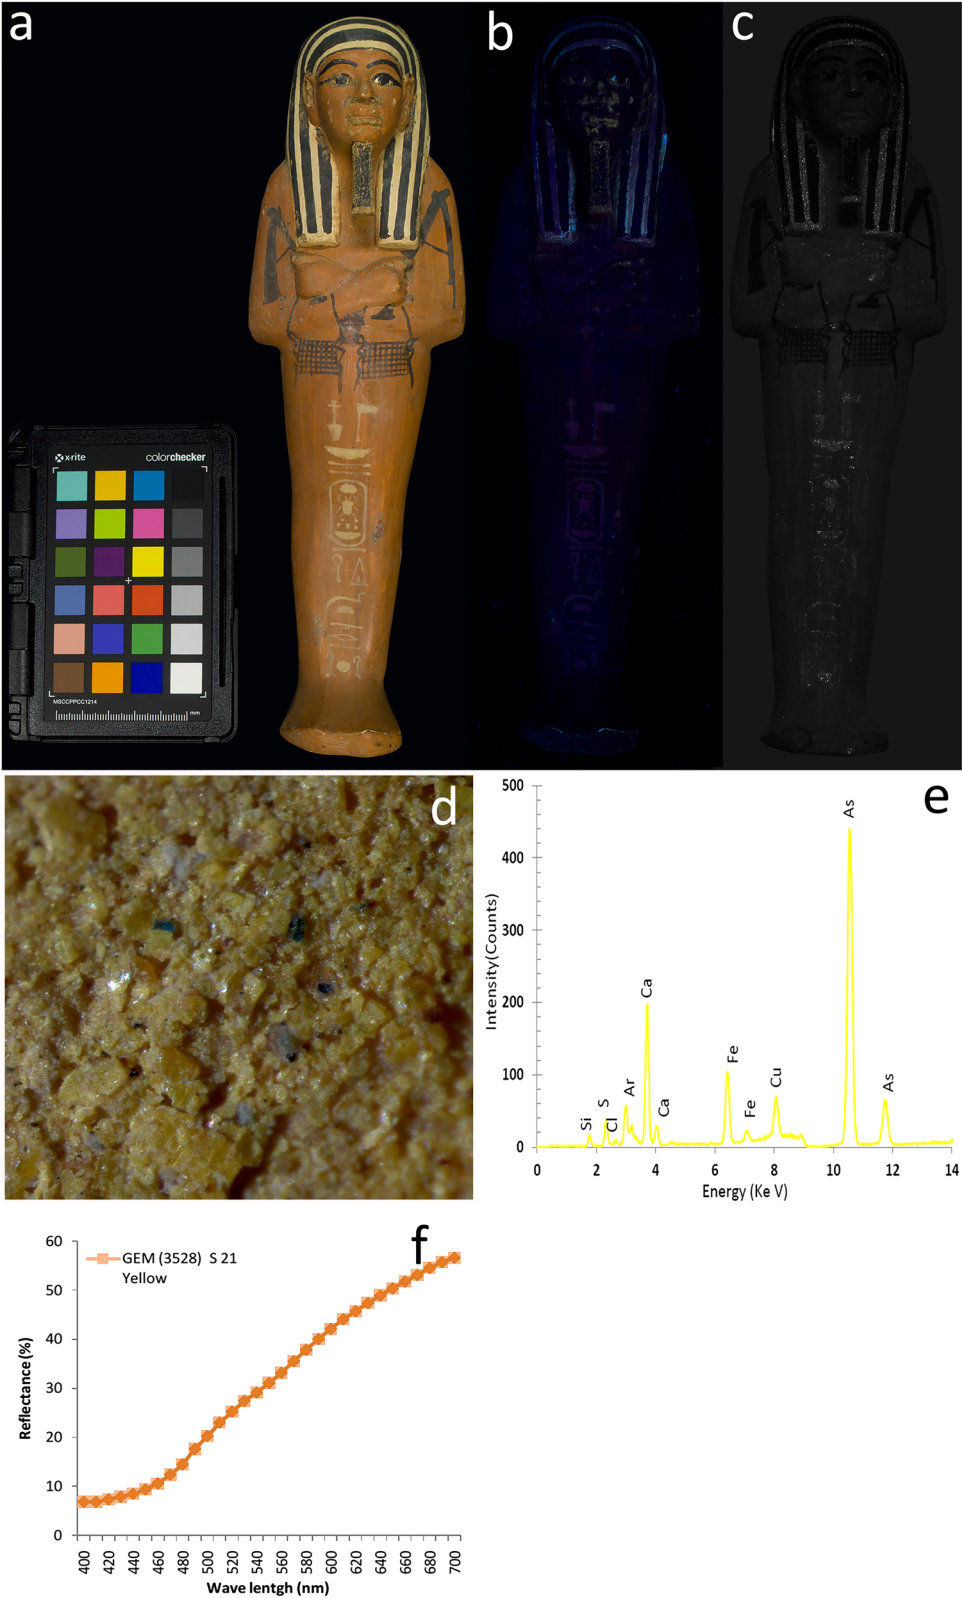 a
b
c
x-rite
colorchecker
MSCCPPCC1214
mm
d
e
500
400
300
200
100
0
Intensity(Counts)
Si
S
Cl
Ar
Ca
Ca
Fe
Fe
Cu
As
As
0 2 4 6 8 10 12 14
Energy (Ke V)
f
GEM (3528) S 21
Yellow
60
50
40
30
20
10
0
Reflectance (%)
400 420 440 460 480 500 520 540 560 580 600 620 640 660 680 700
Wave lentgh (nm)